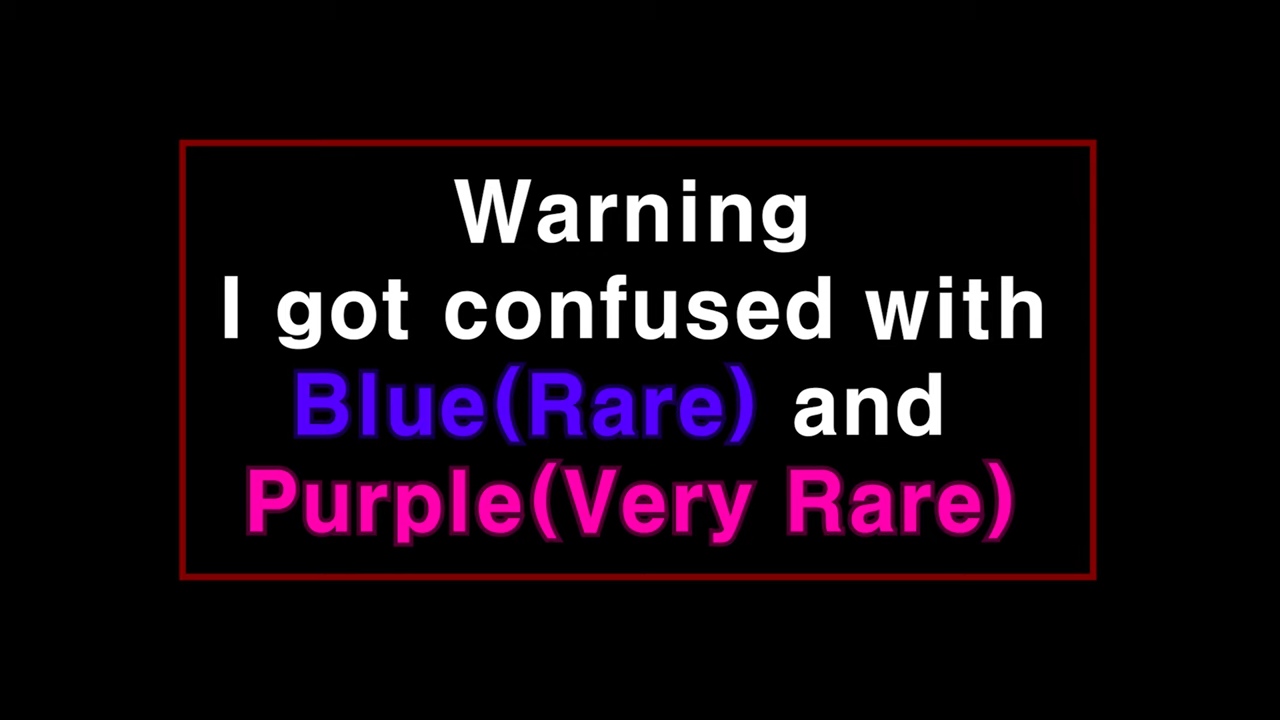 Warning
I got confused with
Blue(Rare) and
Purple(Very Rare)